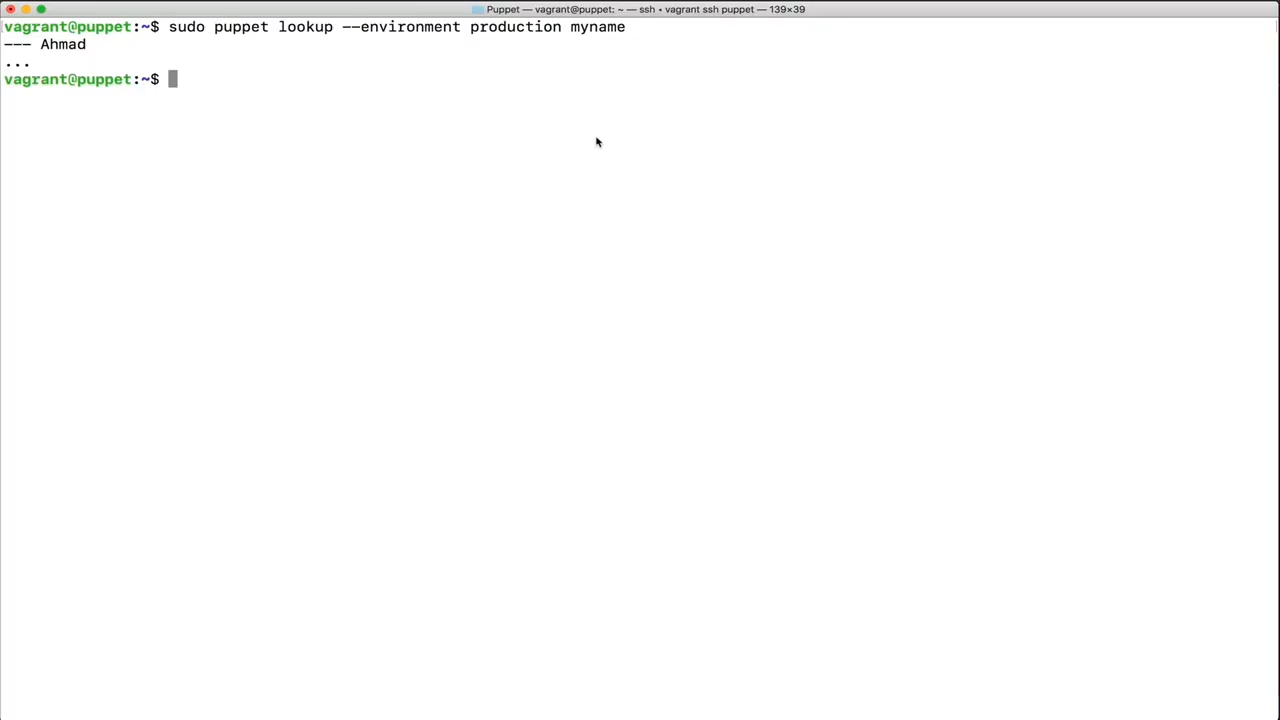 Puppet — vagrant@puppet: ~ — ssh • vagrant ssh puppet — 139×39
vagrant@puppet:~$ sudo puppet lookup --environment production myname
--- Ahmad
...
vagrant@puppet:~$